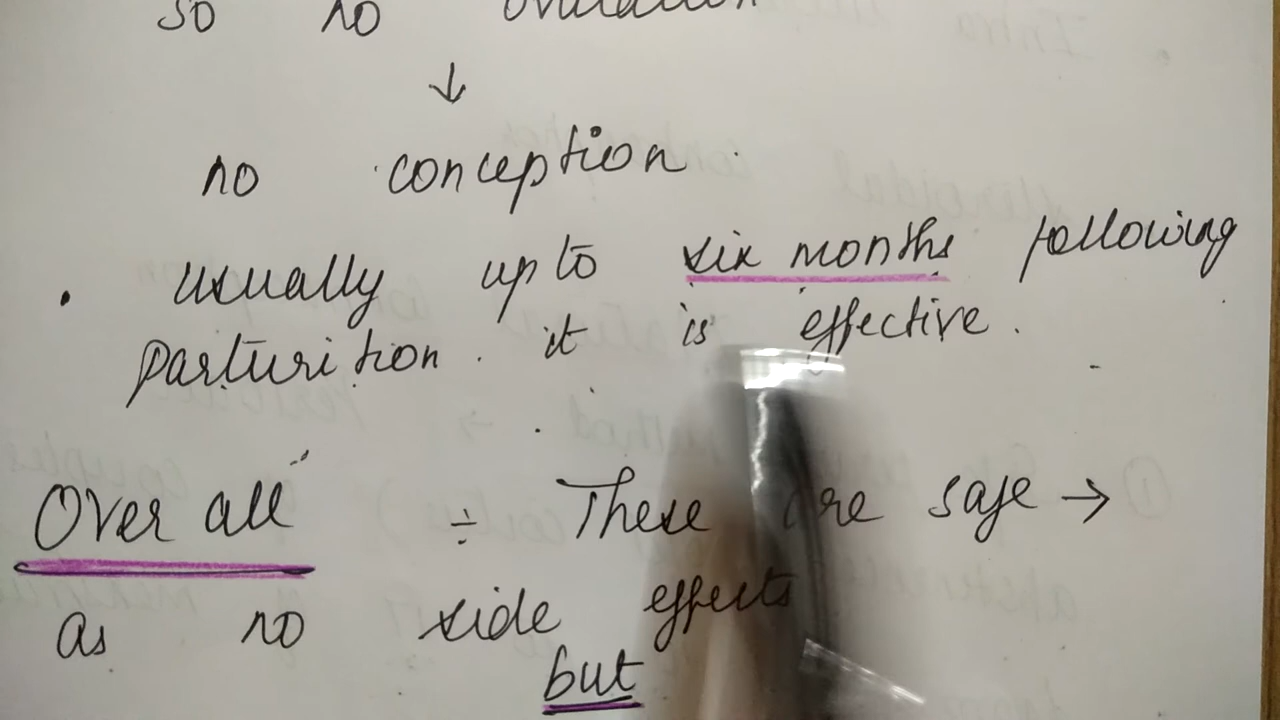 so no ovulation
↓
no conception
. usually upto six months following
parturition. it is effective.
Over all ÷ These are safe →
as no side effects
but